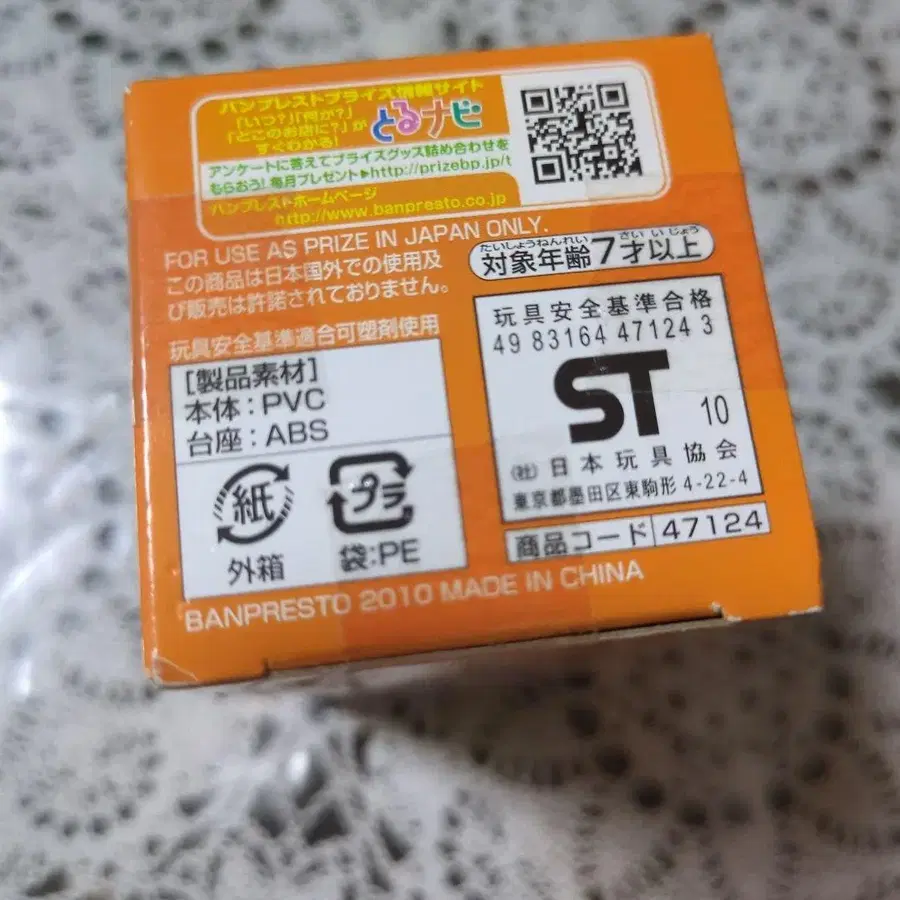 バンプレストプライズ情報サイト
「いつ?」「何が?」
「どこのお店に?」が
すぐわかる!
とるナビ
アンケートに答えてプライズグッズ詰め合わせを
もらおう! 毎月プレゼント▶http://prizebp.jp/t
バンプレストホームページ
http://www.banpresto.co.jp
FOR USE AS PRIZE IN JAPAN ONLY.
この商品は日本国外での使用及
び販売は許諾されておりません。
たいしょうねんれい さい いじょう
対象年齢7才以上
玩具安全基準適合可塑剤使用
[製品素材]
本体:PVC
台座:ABS
紙
外箱
プラ
袋:PE
玩具安全基準合格
49 83164 47124 3
ST 10
(社)日本玩具協会
東京都墨田区東駒形 4-22-4
商品コード 47124
BANPRESTO 2010 MADE IN CHINA